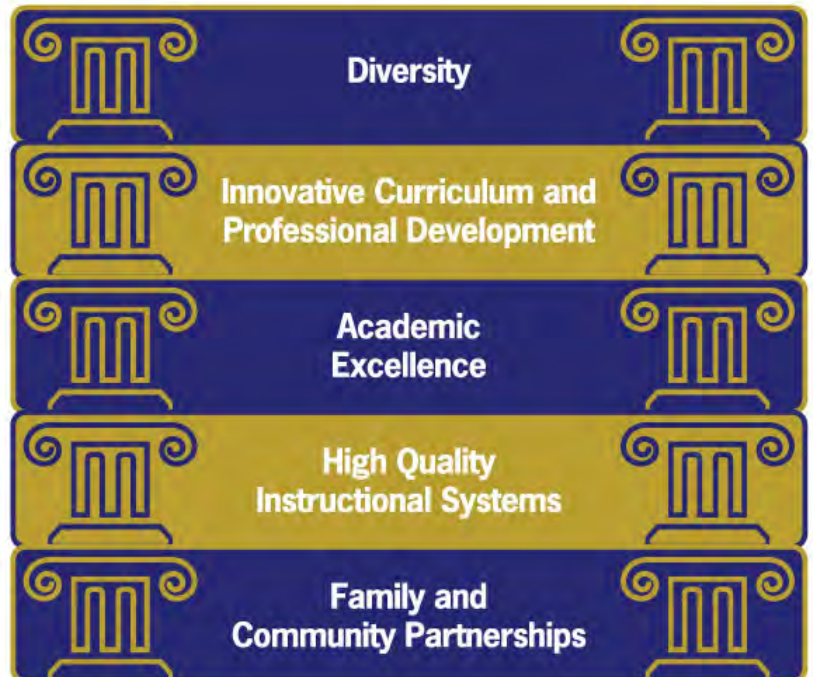 Diversity
Innovative Curriculum and
Professional Development
Academic
Excellence
High Quality
Instructional Systems
Family and
Community Partnerships